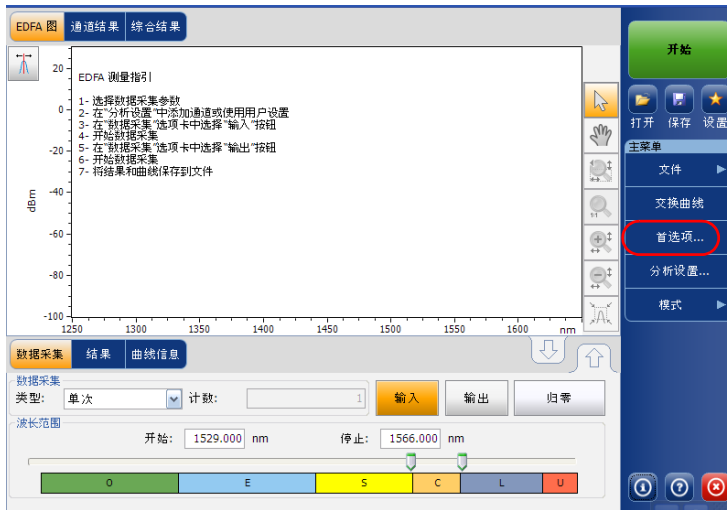 EDFA 图 通道结果 综合结果
开始
EDFA 测量指引
1- 选择数据采集参数
2- 在"分析设置"中添加通道或使用用户设置
3- 在"数据采集"选项卡中选择"输入"按钮
4- 开始数据采集
5- 在"数据采集"选项卡中选择"输出"按钮
6- 开始数据采集
7- 将结果和曲线保存到文件
20
0
-20
-40
-60
-80
-100
dBm
1250 1300 1350 1400 1450 1500 1550 1600 nm
1:1
打开 保存 设置
主菜单
文件
交换曲线
首选项...
分析设置...
模式
数据采集 结果 曲线信息
数据采集
类型: 单次 计数: 1 输入 输出 归零
波长范围
开始: 1529.000 nm 停止: 1566.000 nm
O E S C L U